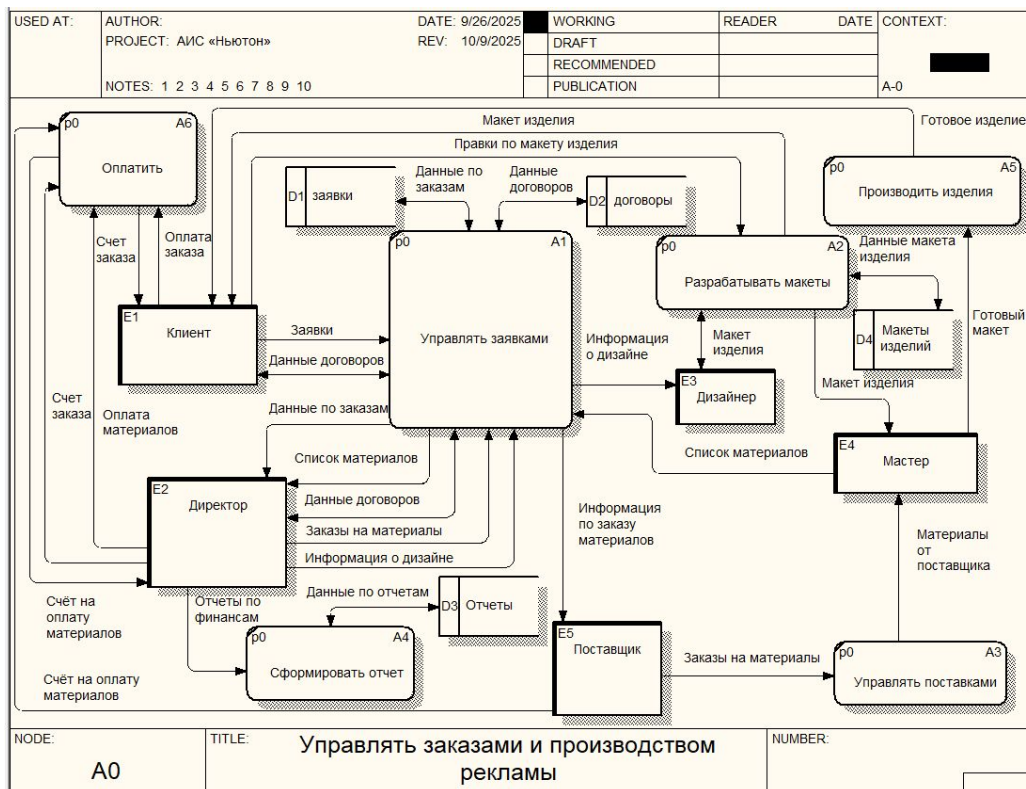 USED AT:
AUTHOR:
DATE: 9/26/2025
WORKING
READER
DATE
CONTEXT:
PROJECT: АИС «Ньютон»
REV: 10/9/2025
DRAFT
RECOMMENDED
NOTES: 1 2 3 4 5 6 7 8 9 10
PUBLICATION
A-0
p0
A6
Оплатить
Макет изделия
Готовое изделие
Правки по макету изделия
D1
заявки
Данные по
заказам
Данные
договоров
D2
договоры
p0
A5
Производить изделия
Счет
заказа
Оплата
заказа
p0
A1
Управлять заявками
p0
A2
Разрабатывать макеты
Данные макета
изделия
E1
Клиент
Заявки
Данные договоров
Информация
о дизайне
Макет
изделия
D4
Макеты
изделий
Готовый
макет
Счет
заказа
Оплата
материалов
Данные по заказам
E3
Дизайнер
Макет изделия
Список материалов
Список материалов
E4
Мастер
E2
Директор
Данные договоров
Заказы на материалы
Информация о дизайне
Информация
по заказу
материалов
Материалы
от
поставщика
Счёт на
оплату
материалов
Отчеты по
финансам
Данные по отчетам
D3
Отчеты
p0
A4
Сформировать отчет
E5
Поставщик
Заказы на материалы
p0
A3
Управлять поставками
Счёт на оплату
материалов
NODE:
A0
TITLE:
Управлять заказами и производством
рекламы
NUMBER: